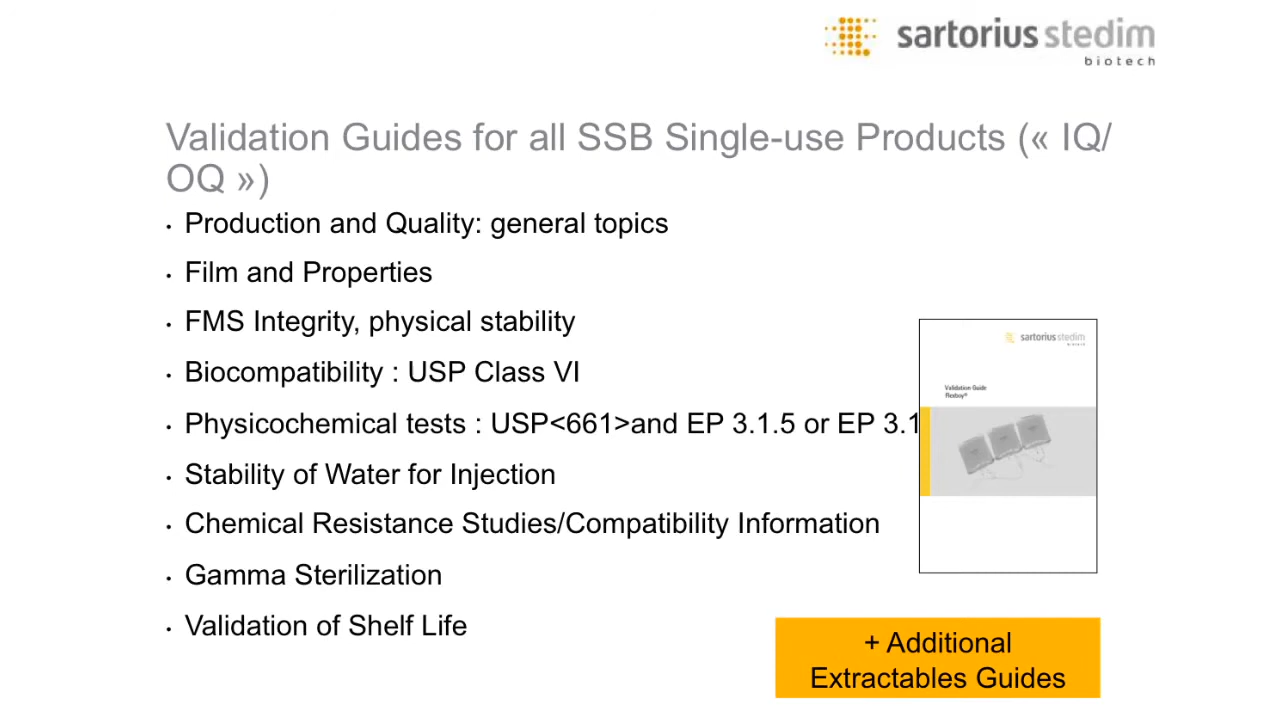 sartorius stedim
biotech
Validation Guides for all SSB Single-use Products (« IQ/
OQ »)
• Production and Quality: general topics
• Film and Properties
• FMS Integrity, physical stability
• Biocompatibility : USP Class VI
• Physicochemical tests : USP<661>and EP 3.1.5 or EP 3.1
• Stability of Water for Injection
• Chemical Resistance Studies/Compatibility Information
• Gamma Sterilization
• Validation of Shelf Life
sartorius stedim
biotech
Validation Guide
Flexboy®
+ Additional
Extractables Guides